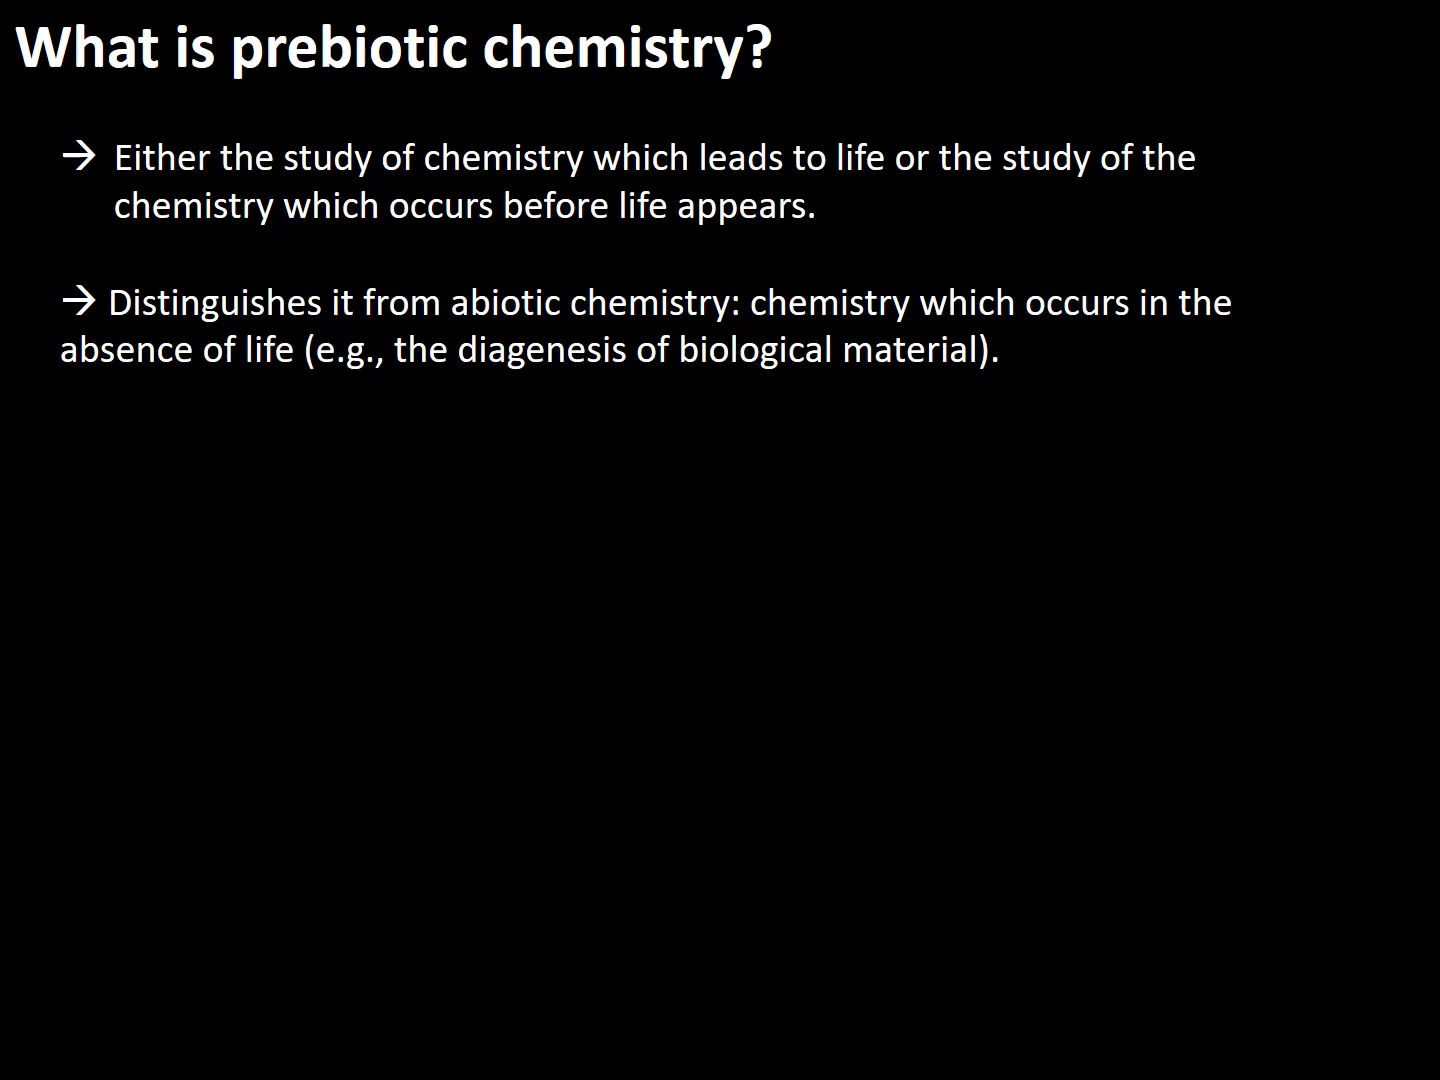 What is prebiotic chemistry?
→ Either the study of chemistry which leads to life or the study of the
chemistry which occurs before life appears.
→ Distinguishes it from abiotic chemistry: chemistry which occurs in the
absence of life (e.g., the diagenesis of biological material).